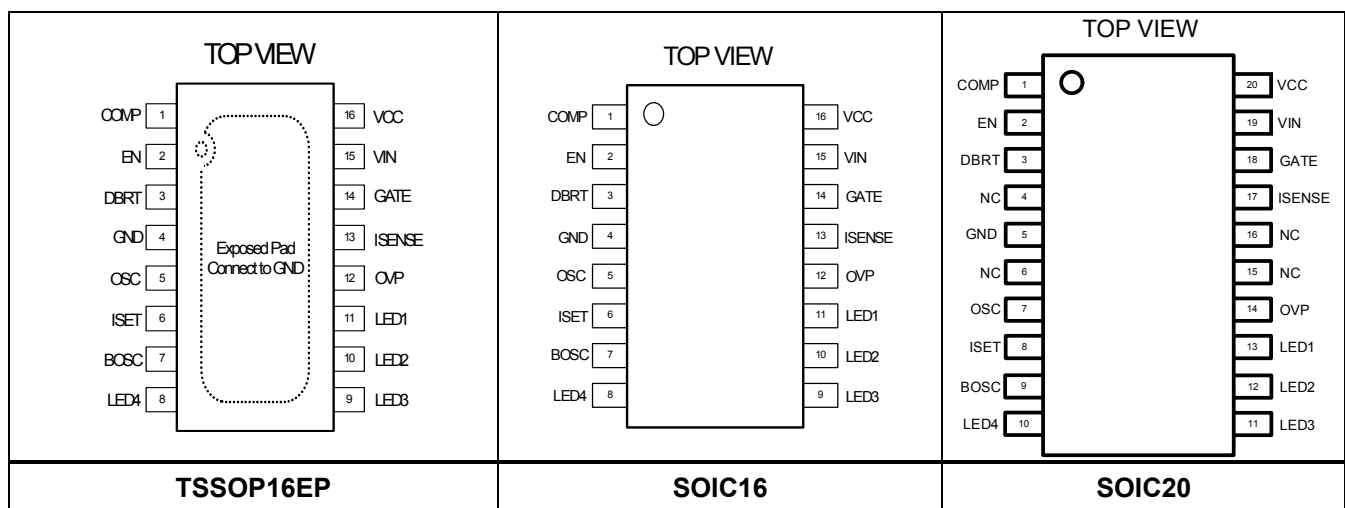 TOP VIEW
COMP 1 16 VCC
EN 2 15 VIN
DBRT 3 14 GATE
GND 4 13 ISENSE
Exposed Pad
Connect to GND
OSC 5 12 OVP
ISET 6 11 LED1
BOSC 7 10 LED2
LED4 8 9 LED3
TSSOP16EP
TOP VIEW
COMP 1 16 VCC
EN 2 15 VIN
DBRT 3 14 GATE
GND 4 13 ISENSE
OSC 5 12 OVP
ISET 6 11 LED1
BOSC 7 10 LED2
LED4 8 9 LED3
SOIC16
TOP VIEW
COMP 1 20 VCC
EN 2 19 VIN
DBRT 3 18 GATE
NC 4 17 ISENSE
GND 5 16 NC
NC 6 15 NC
OSC 7 14 OVP
ISET 8 13 LED1
BOSC 9 12 LED2
LED4 10 11 LED3
SOIC20